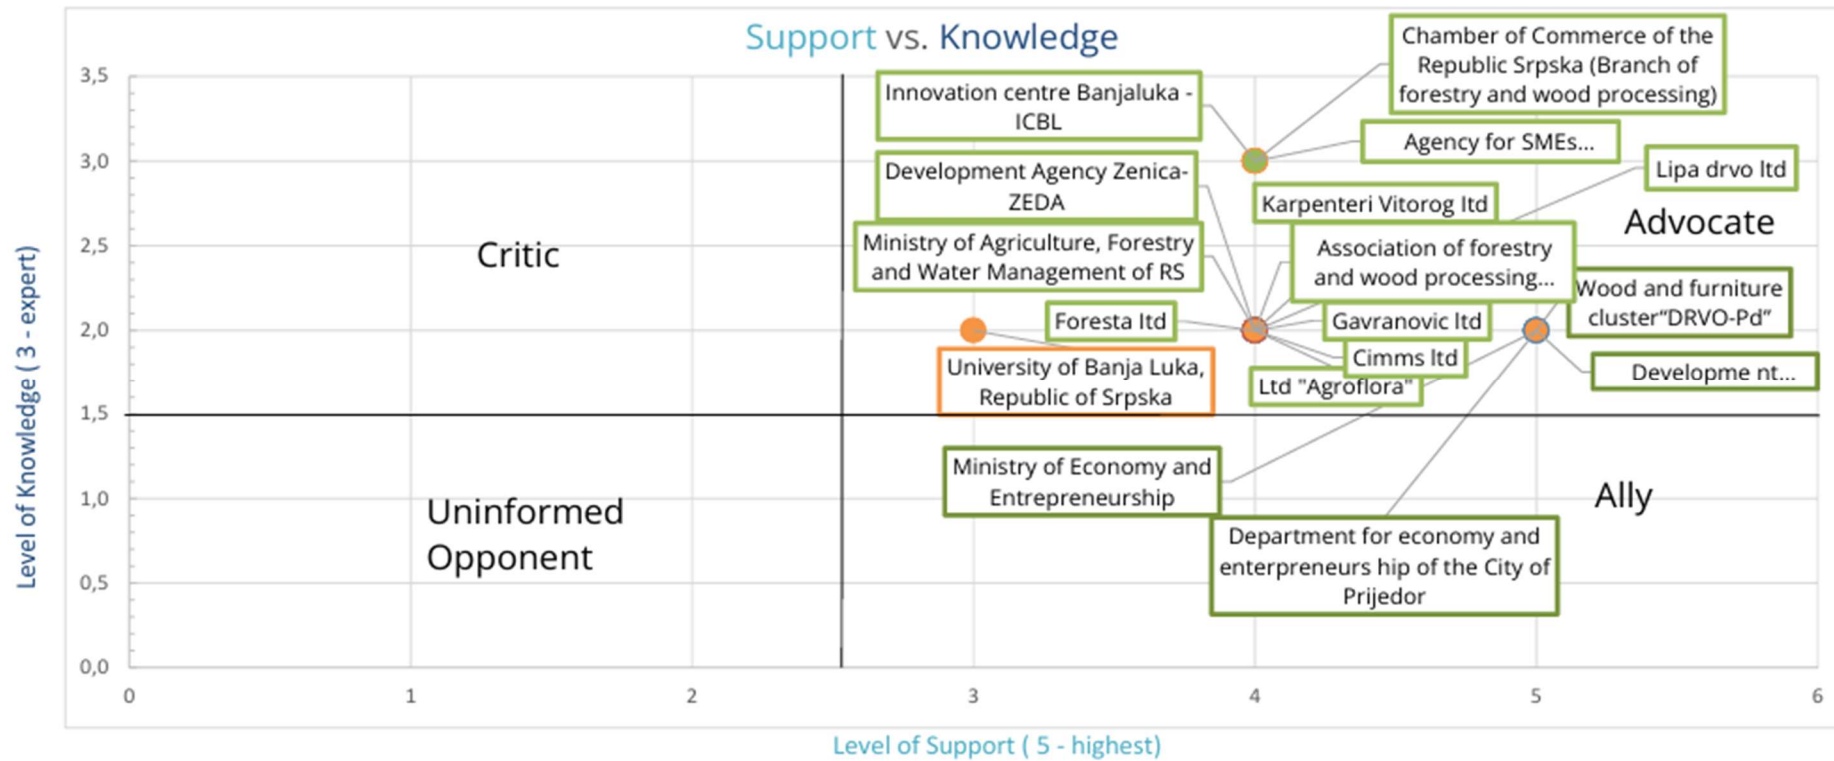 Support vs. Knowledge
Chamber of Commerce of the
Republic Srpska (Branch of
forestry and wood processing)
Innovation centre Banjaluka -
ICBL
Agency for SMEs...
Lipa drvo ltd
Development Agency Zenica-
ZEDA
Karpenteri Vitorog ltd
Advocate
Ministry of Agriculture, Forestry
and Water Management of RS
Association of forestry
and wood processing...
Critic
Wood and furniture
cluster“DRVO-Pd”
Foresta ltd
Gavranovic ltd
Cimms ltd
University of Banja Luka,
Republic of Srpska
Ltd "Agroflora"
Developme nt...
Ministry of Economy and
Entrepreneurship
Ally
Uninformed
Opponent
Department for economy and
enterpreneurs hip of the City of
Prijedor
Level of Knowledge ( 3 - expert)
3,5
3,0
2,5
2,0
1,5
1,0
0,5
0,0
0 1 2 3 4 5 6
Level of Support ( 5 - highest)